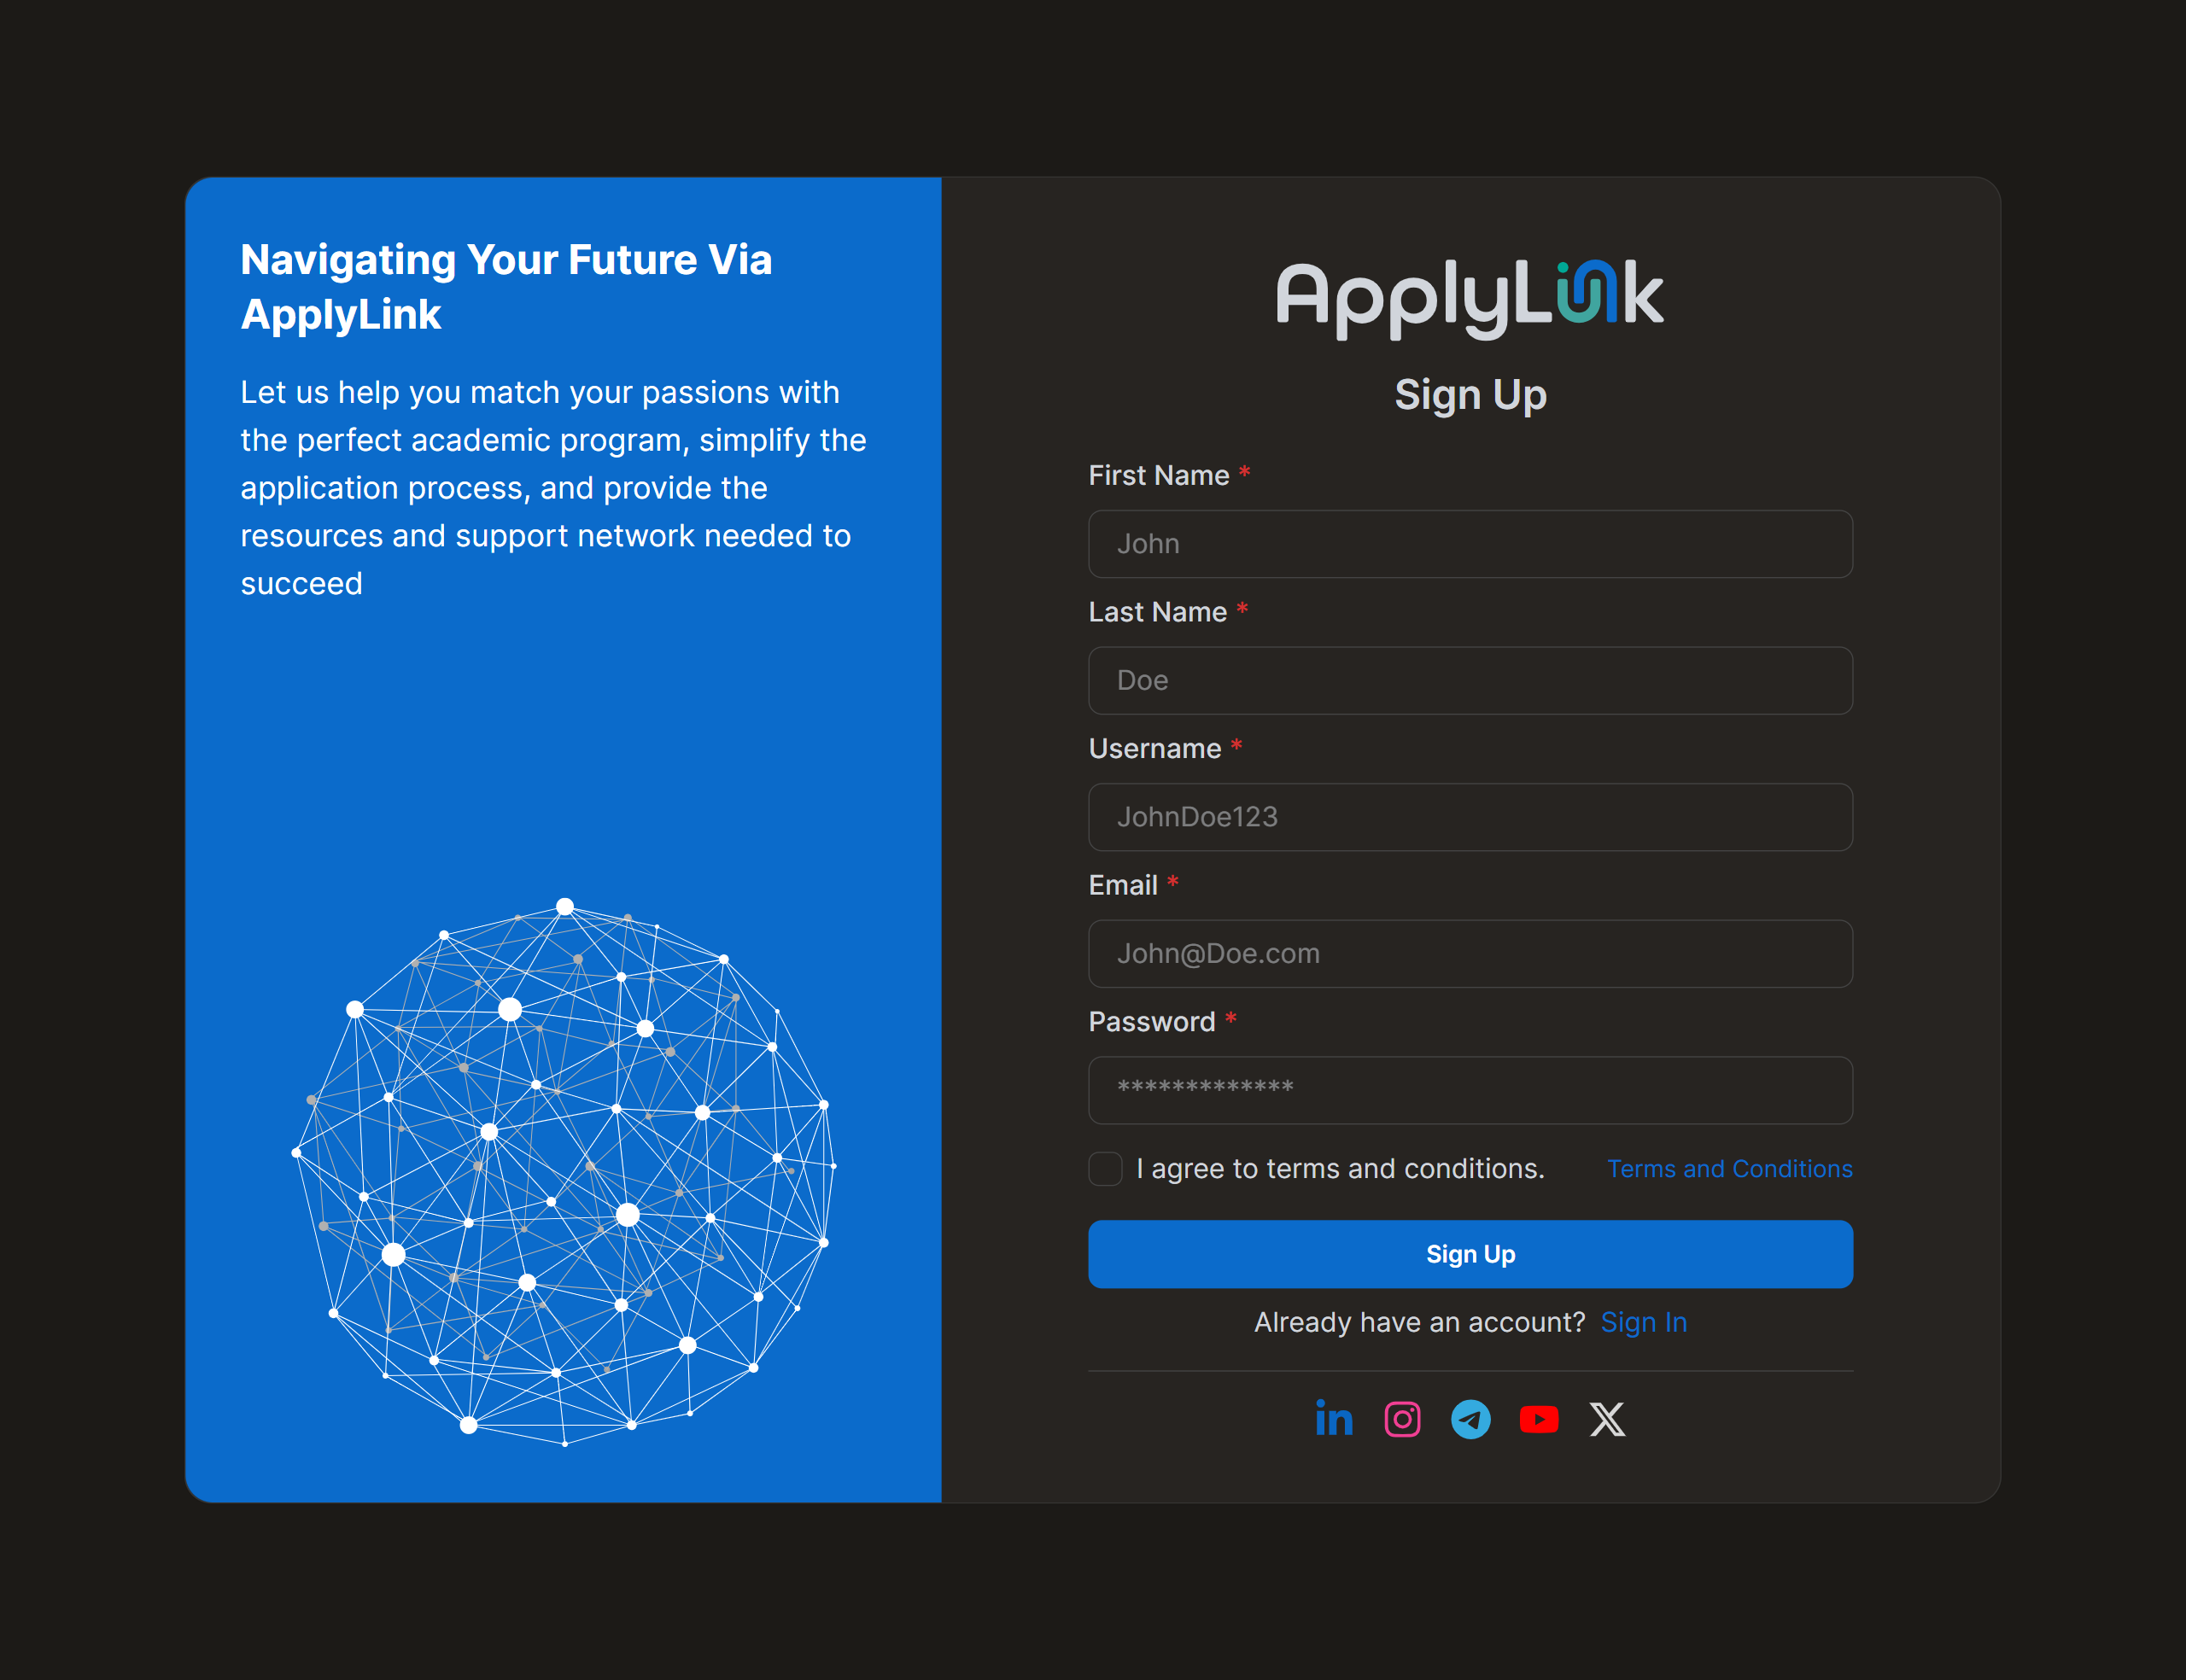 Navigating Your Future Via
ApplyLink
Let us help you match your passions with
the perfect academic program, simplify the
application process, and provide the
resources and support network needed to
succeed
ApplyLink
Sign Up
First Name *
John
Last Name *
Doe
Username *
JohnDoe123
Email *
John@Doe.com
Password *
*************
I agree to terms and conditions. Terms and Conditions
Sign Up
Already have an account? Sign In
in
X